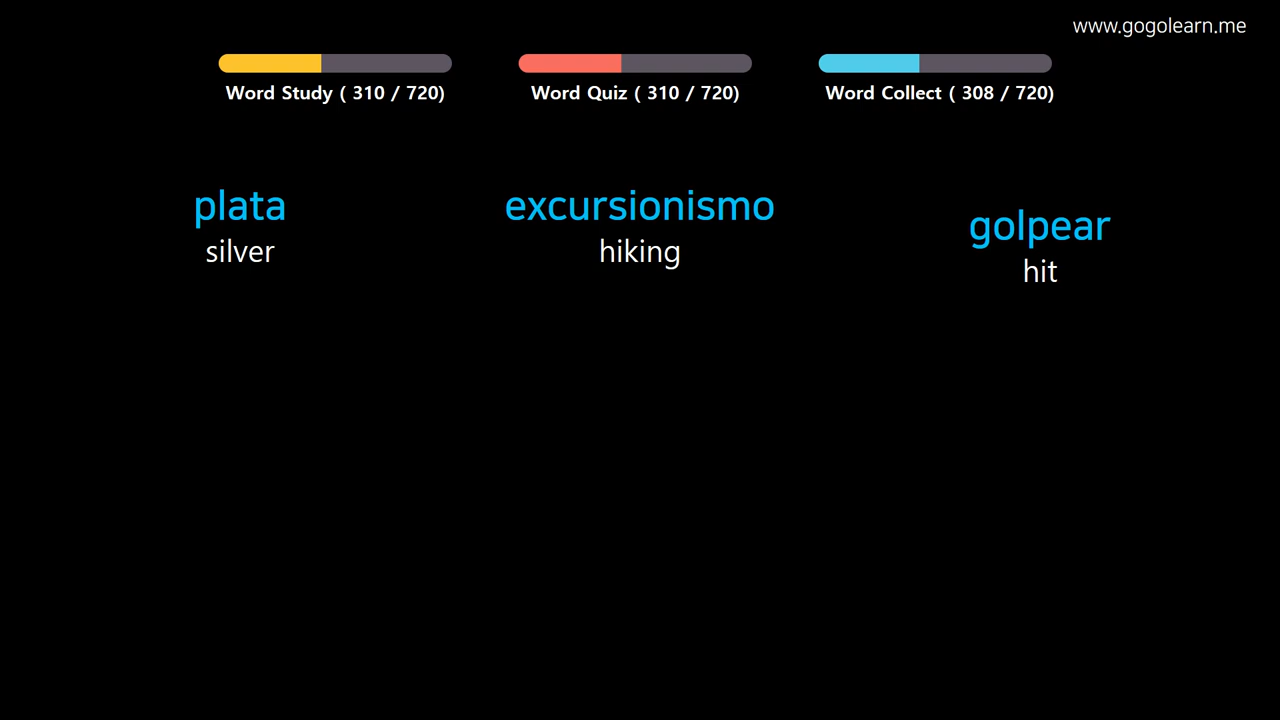 www.gogolearn.me
Word Study ( 310 / 720)
Word Quiz ( 310 / 720)
Word Collect ( 308 / 720)
plata
silver
excursionismo
hiking
golpear
hit